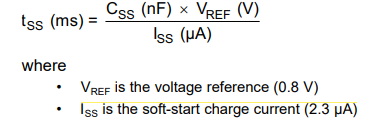 tSS (ms) = CSS (nF) × VREF (V) / ISS (µA)
where
• VREF is the voltage reference (0.8 V)
• ISS is the soft-start charge current (2.3 µA)